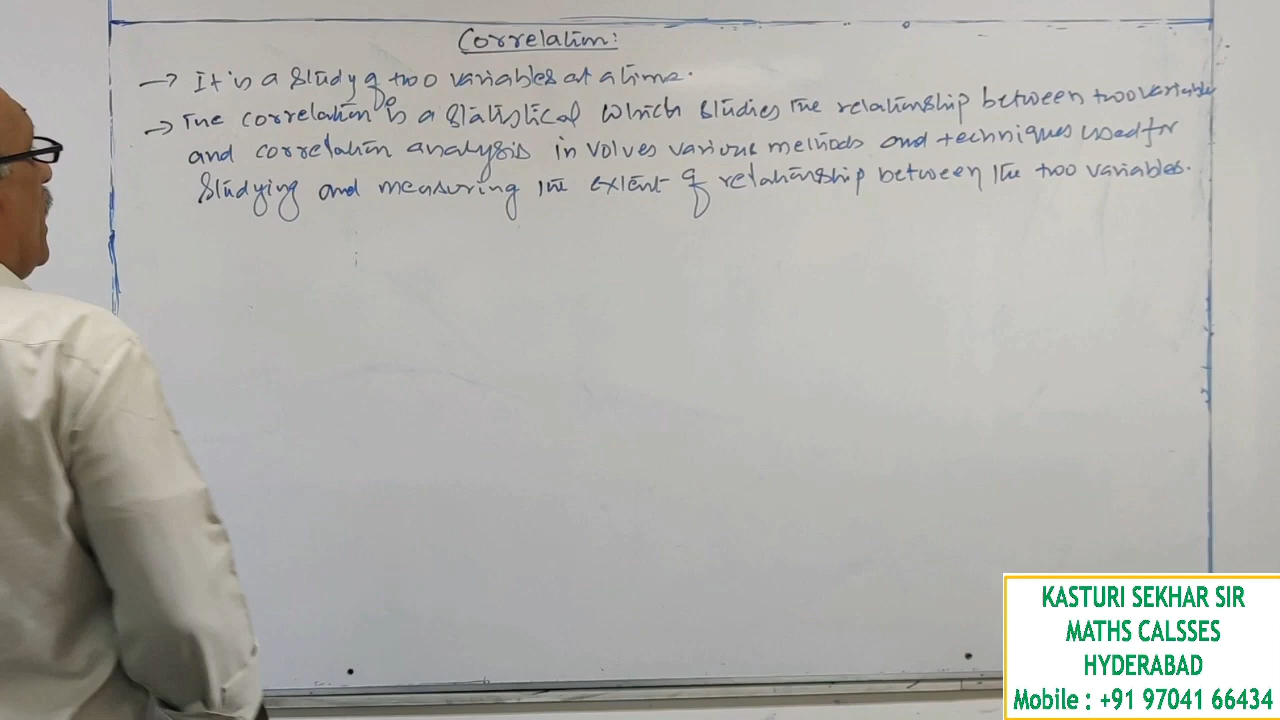 Correlation:
→ It is a study of two variables at a time.
→ The correlation is a statistical which studies the relationship between two variables
and correlation analysis involves various methods and techniques used for
studying and measuring the extent of relationship between the two variables.
KASTURI SEKHAR SIR
MATHS CALSSES
HYDERABAD
Mobile : +91 97041 66434